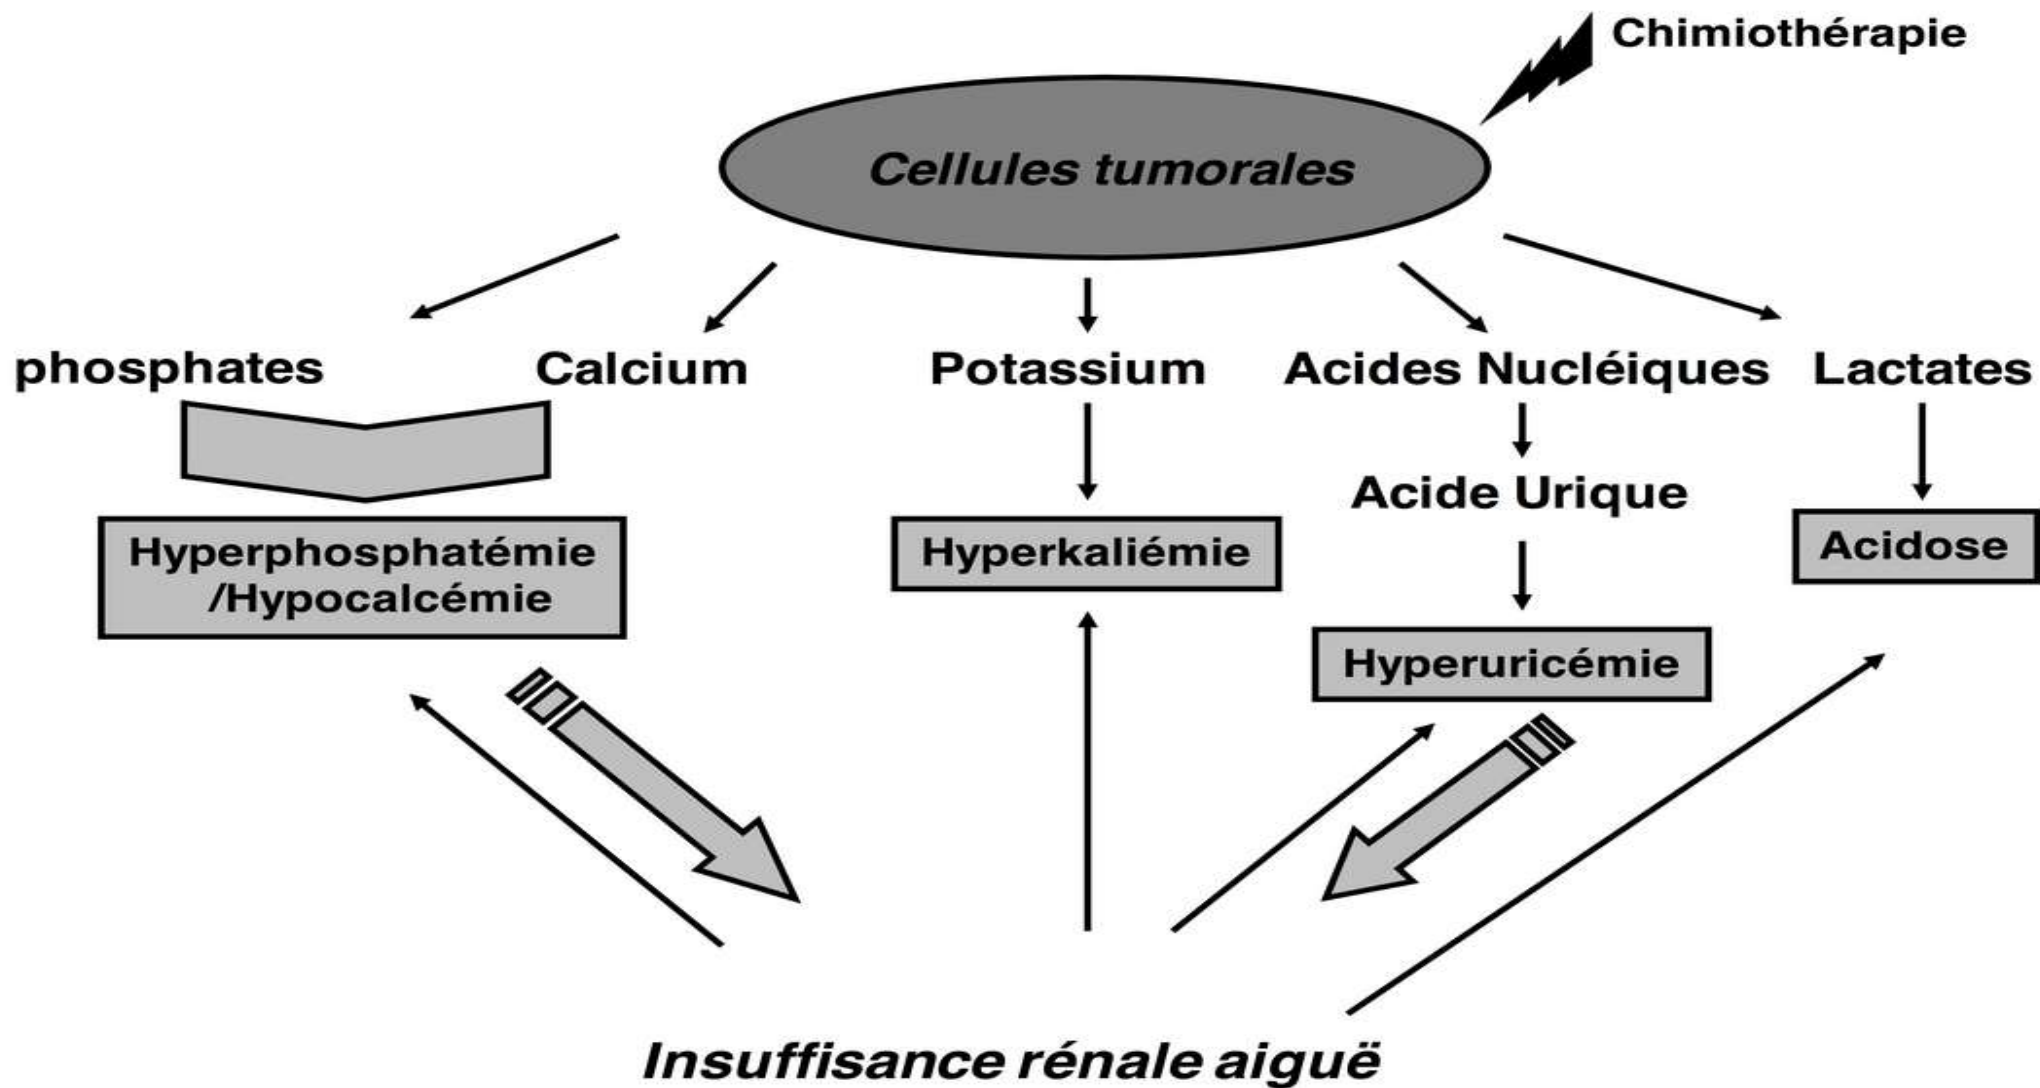 Chimiothérapie
Cellules tumorales
phosphates
Calcium
Potassium
Acides Nucléiques
Lactates
Acide Urique
Hyperphosphatémie
/Hypocalcémie
Hyperkaliémie
Acidose
Hyperuricémie
Insuffisance rénale aiguë